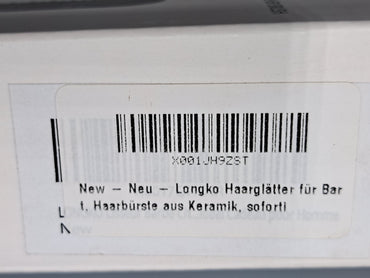 X001JH9ZST
New – Neu – Longko Haarglätter für Bar
t, Haarbürste aus Keramik, soforti